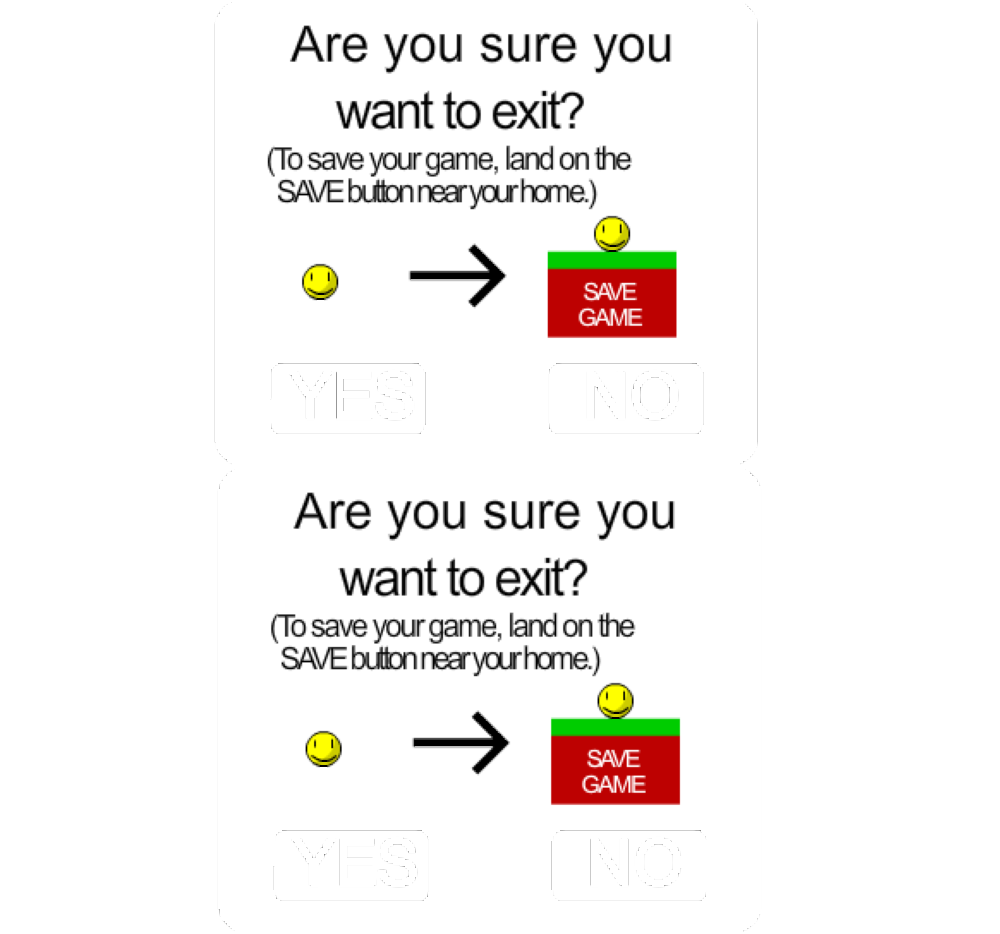 Are you sure you
want to exit?
(To save your game, land on the
SAVE button near your home.)
SAVE
GAME
YES
NO
Are you sure you
want to exit?
(To save your game, land on the
SAVE button near your home.)
SAVE
GAME
YES
NO